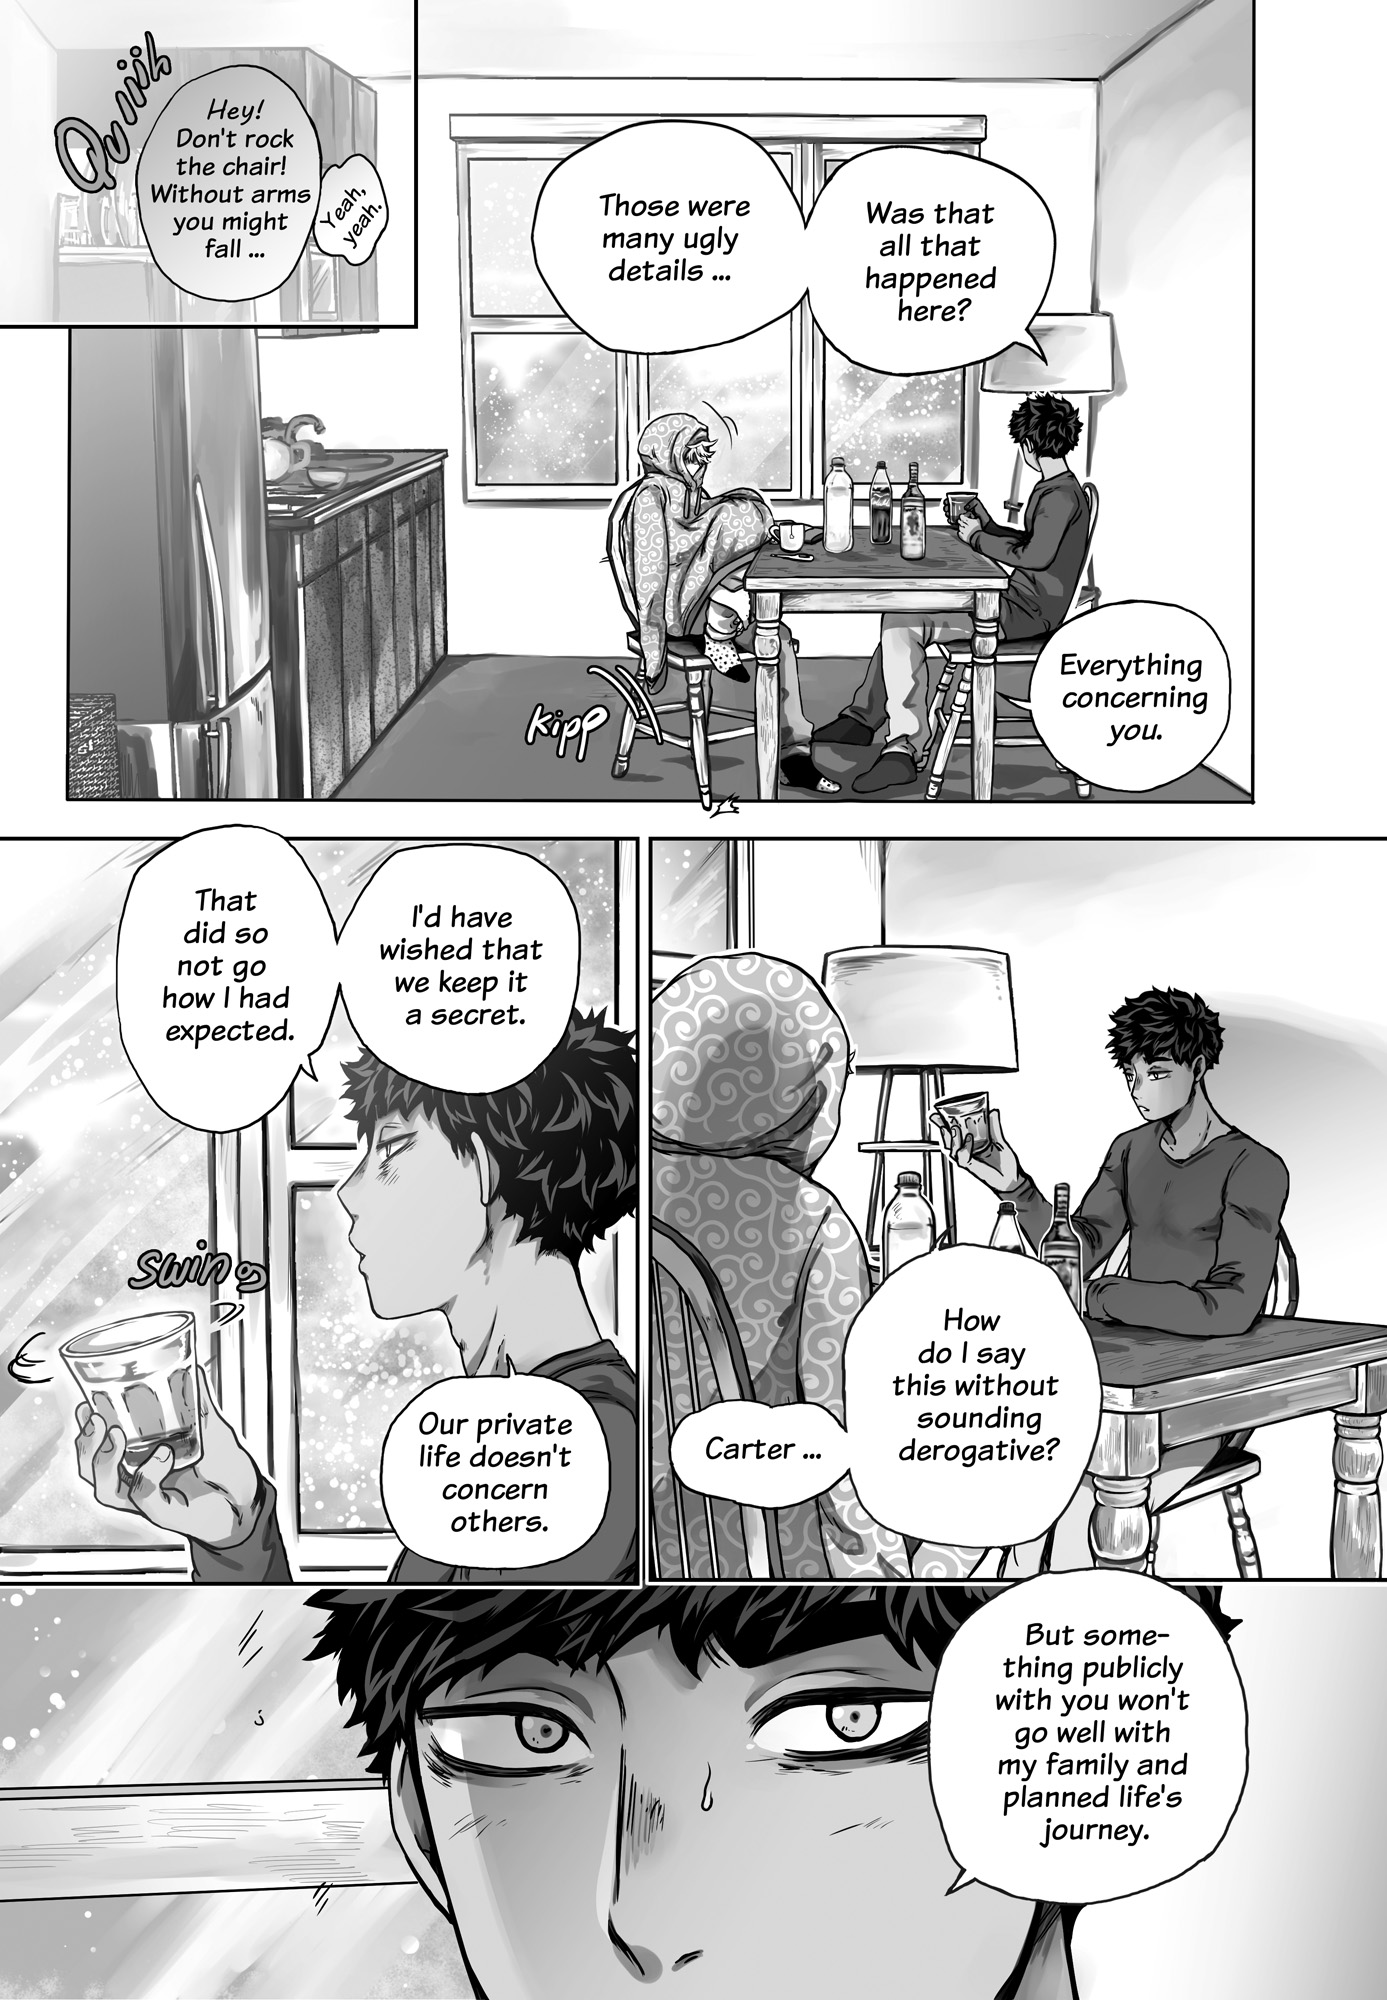 Quiiih
Hey!
Don't rock
the chair!
Without arms
you might
fall ...
Yeah,
yeah.
Those were
many ugly
details ...
Was that
all that
happened
here?
Everything
concerning
you.
Kipp
That
did so
not go
how I had
expected.
I'd have
wished that
we keep it
a secret.
Swing
Our private
life doesn't
concern
others.
Carter ...
How
do I say
this without
sounding
derogative?
But some-
thing publicly
with you won't
go well with
my family and
planned life's
journey.